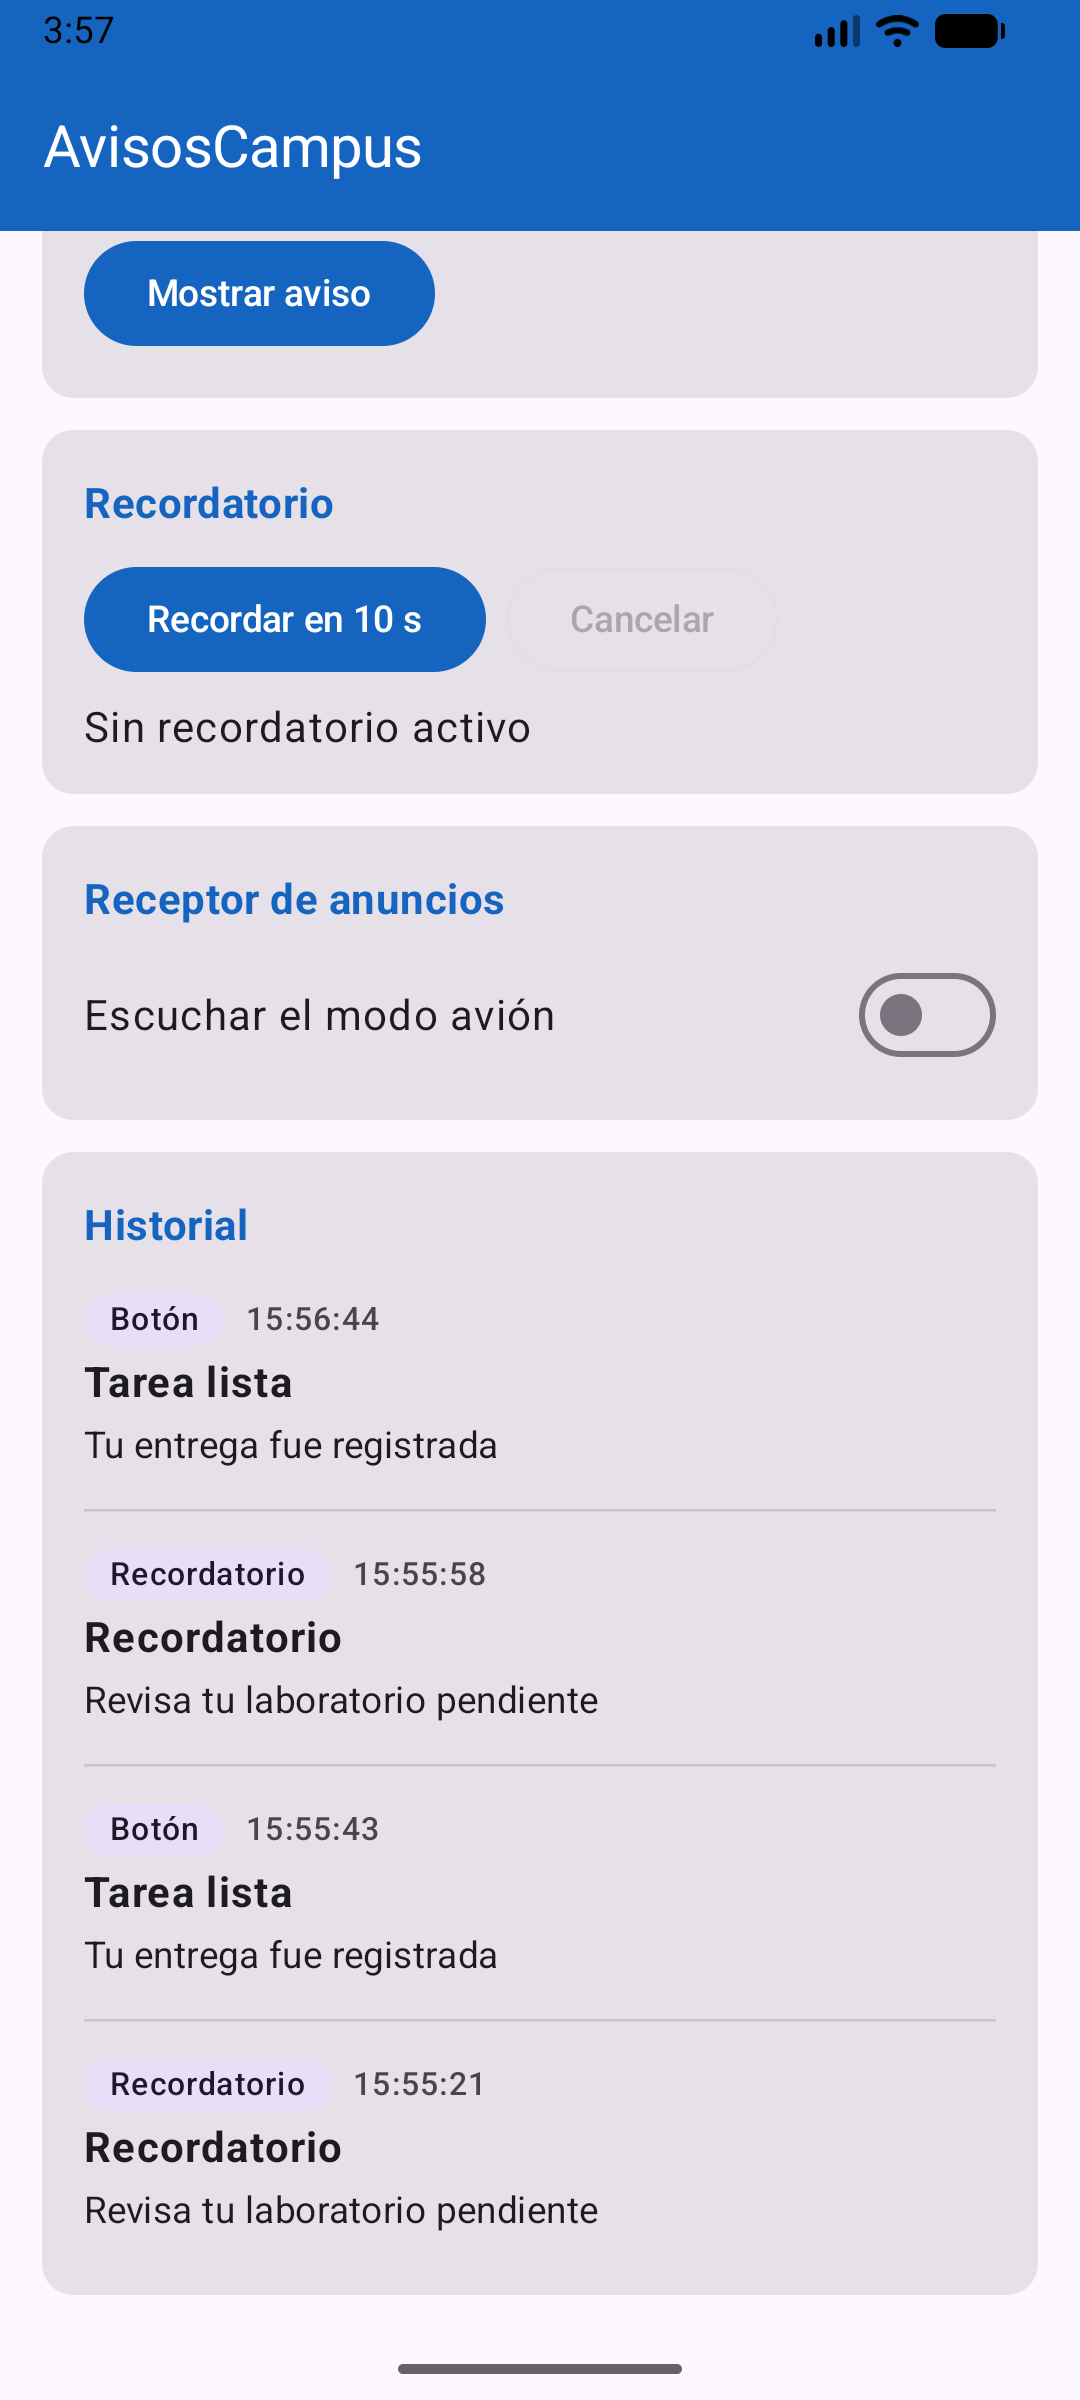 3:57
AvisosCampus
Mostrar aviso
Recordatorio
Recordar en 10 s
Cancelar
Sin recordatorio activo
Receptor de anuncios
Escuchar el modo avión
Historial
Botón 15:56:44
Tarea lista
Tu entrega fue registrada
Recordatorio 15:55:58
Recordatorio
Revisa tu laboratorio pendiente
Botón 15:55:43
Tarea lista
Tu entrega fue registrada
Recordatorio 15:55:21
Recordatorio
Revisa tu laboratorio pendiente